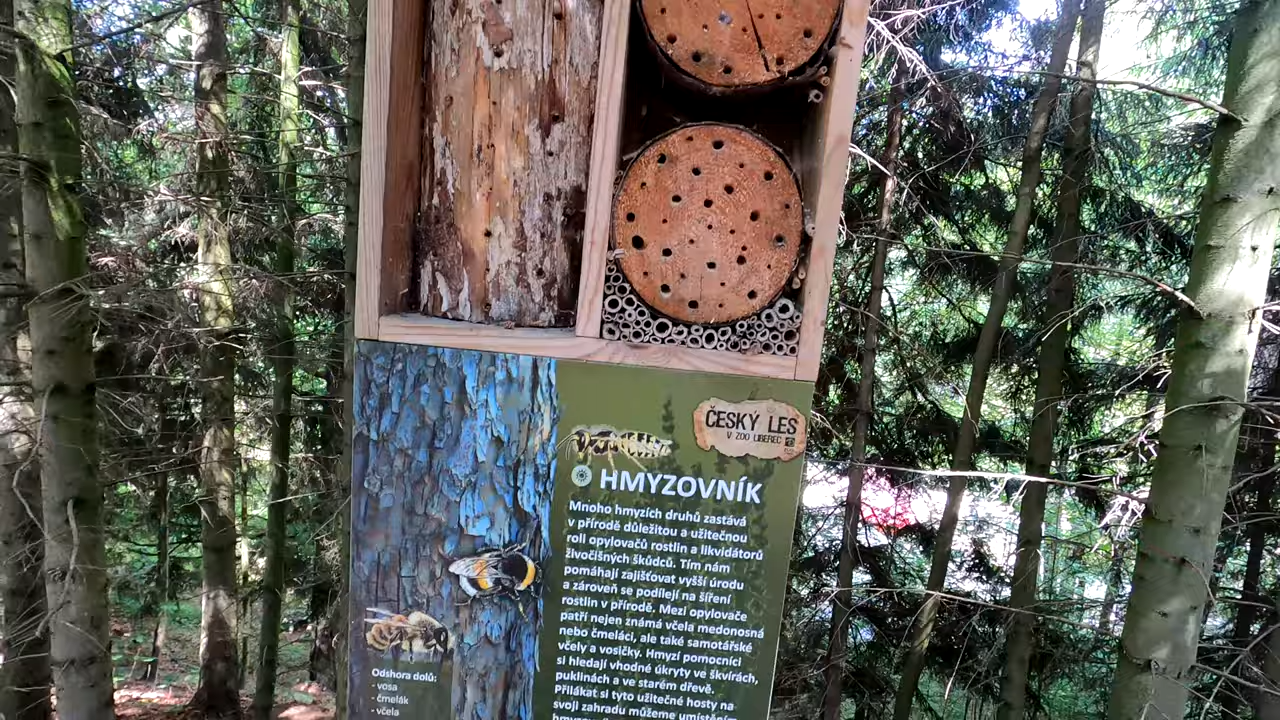 ČESKÝ LES
V ZOO LIBEREC
HMYZOVNÍK
Mnoho hmyzích druhů zastává
v přírodě důležitou a užitečnou
roli opylovačů rostlin a likvidátorů
živočišných škůdců. Tím nám
pomáhají zajišťovat vyšší úrodu
a zároveň se podílejí na šíření
rostlin v přírodě. Mezi opylovače
patří nejen známá včela medonosná
nebo čmeláci, ale také samotářské
včely a vosičky. Hmyzí pomocníci
si hledají vhodné úkryty ve škvírách,
puklinách a ve starém dřevě.
Přilákat si tyto užitečné hosty na
svoji zahradu můžeme umístěním
Odshora dolů:
- vosa
- čmelák
- včela